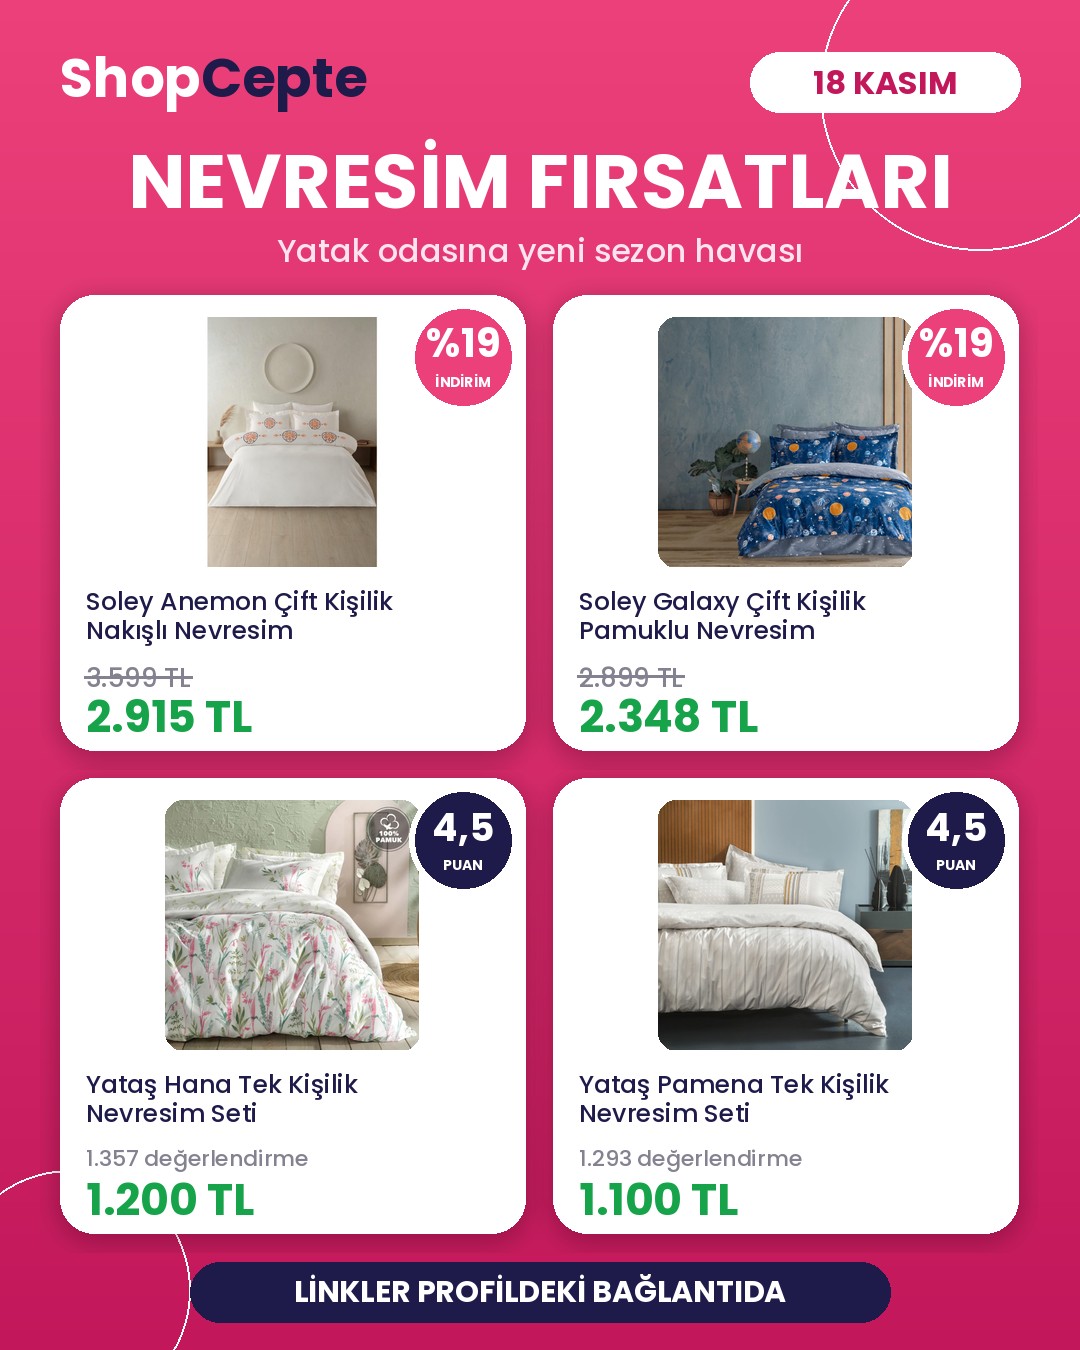 ShopCepte
18 KASIM
NEVRESİM FIRSATLARI
Yatak odasına yeni sezon havası
%19
İNDİRİM
Soley Anemon Çift Kişilik
Nakışlı Nevresim
3.599 TL
2.915 TL
%19
İNDİRİM
Soley Galaxy Çift Kişilik
Pamuklu Nevresim
2.899 TL
2.348 TL
100%
PAMUK
4,5
PUAN
Yataş Hana Tek Kişilik
Nevresim Seti
1.357 değerlendirme
1.200 TL
4,5
PUAN
Yataş Pamena Tek Kişilik
Nevresim Seti
1.293 değerlendirme
1.100 TL
LİNKLER PROFİLDEKİ BAĞLANTIDA